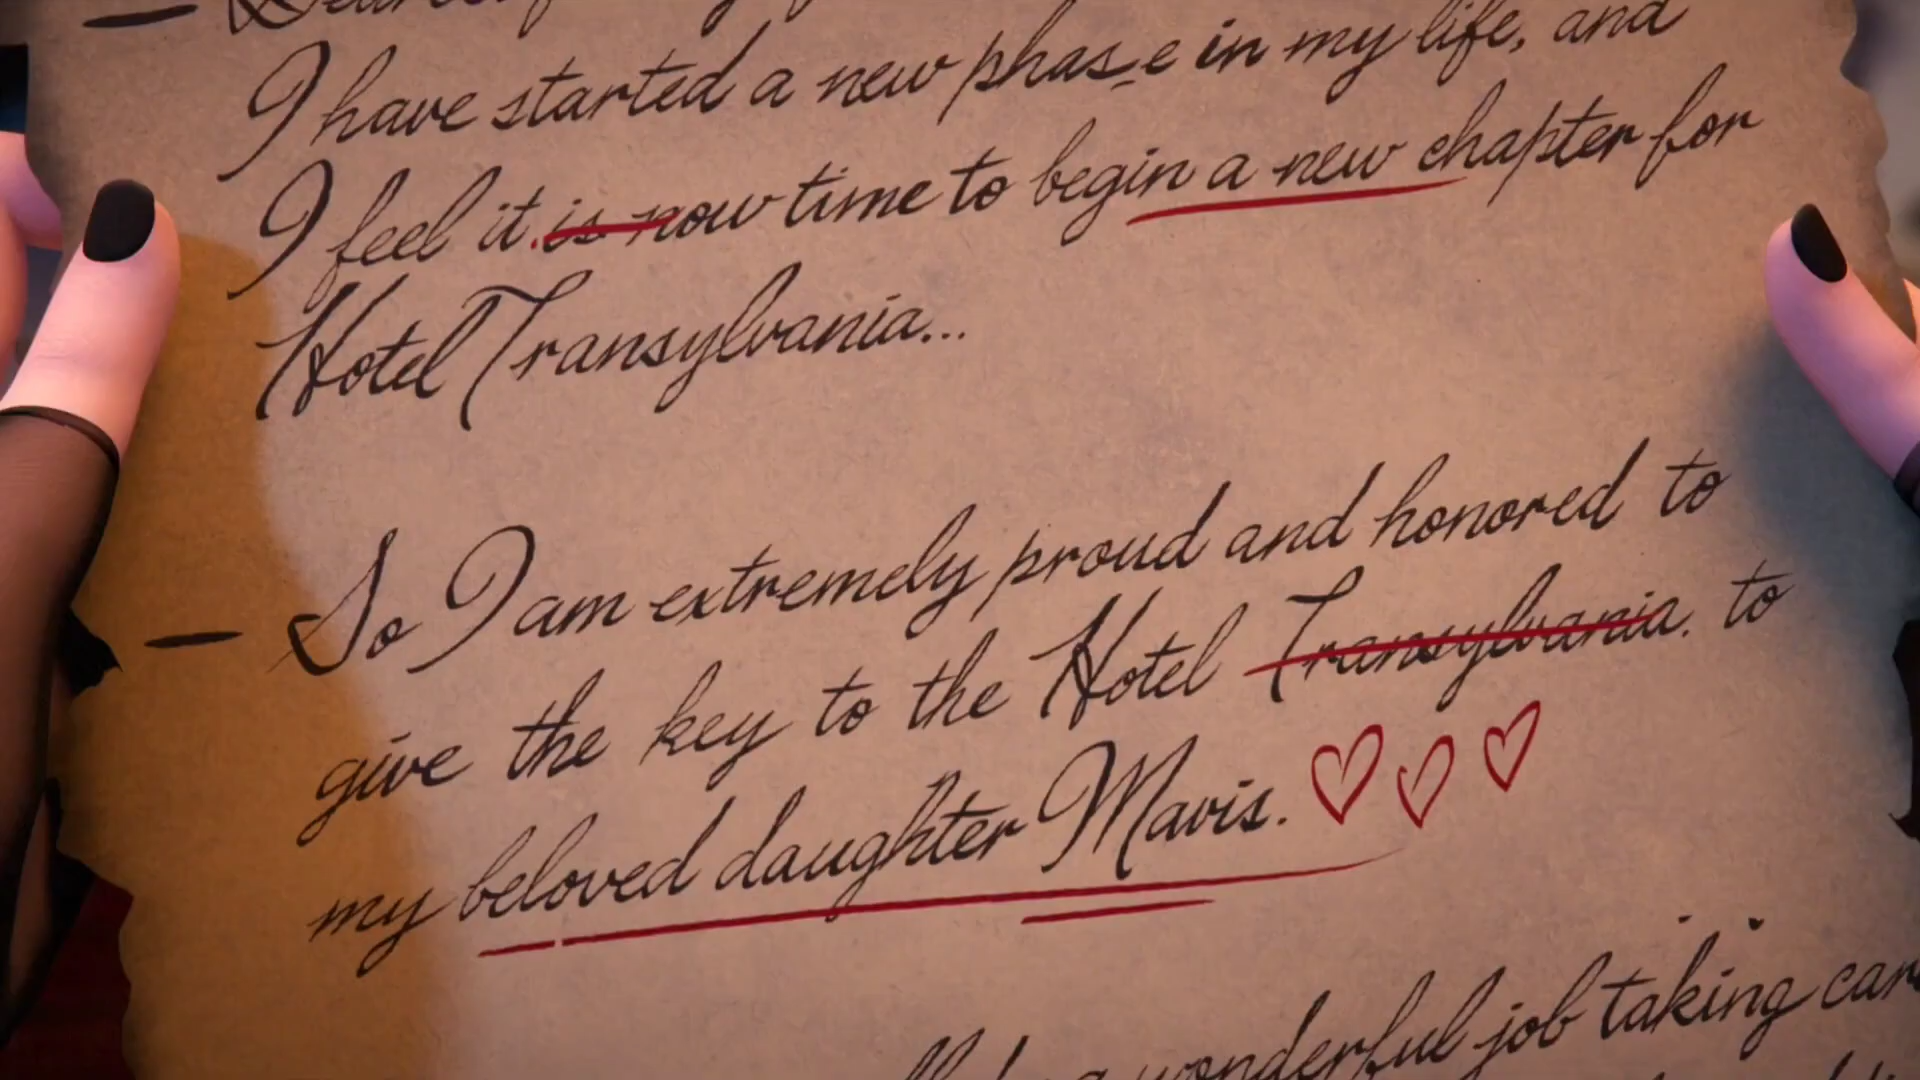 I have started a new phase in my life, and
I feel it is now time to begin a new chapter for
Hotel Transylvania...
— So I am extremely proud and honored to
give the key to the Hotel Transylvania. to
my beloved daughter Mavis. ♡♡♡
a wonderful job taking